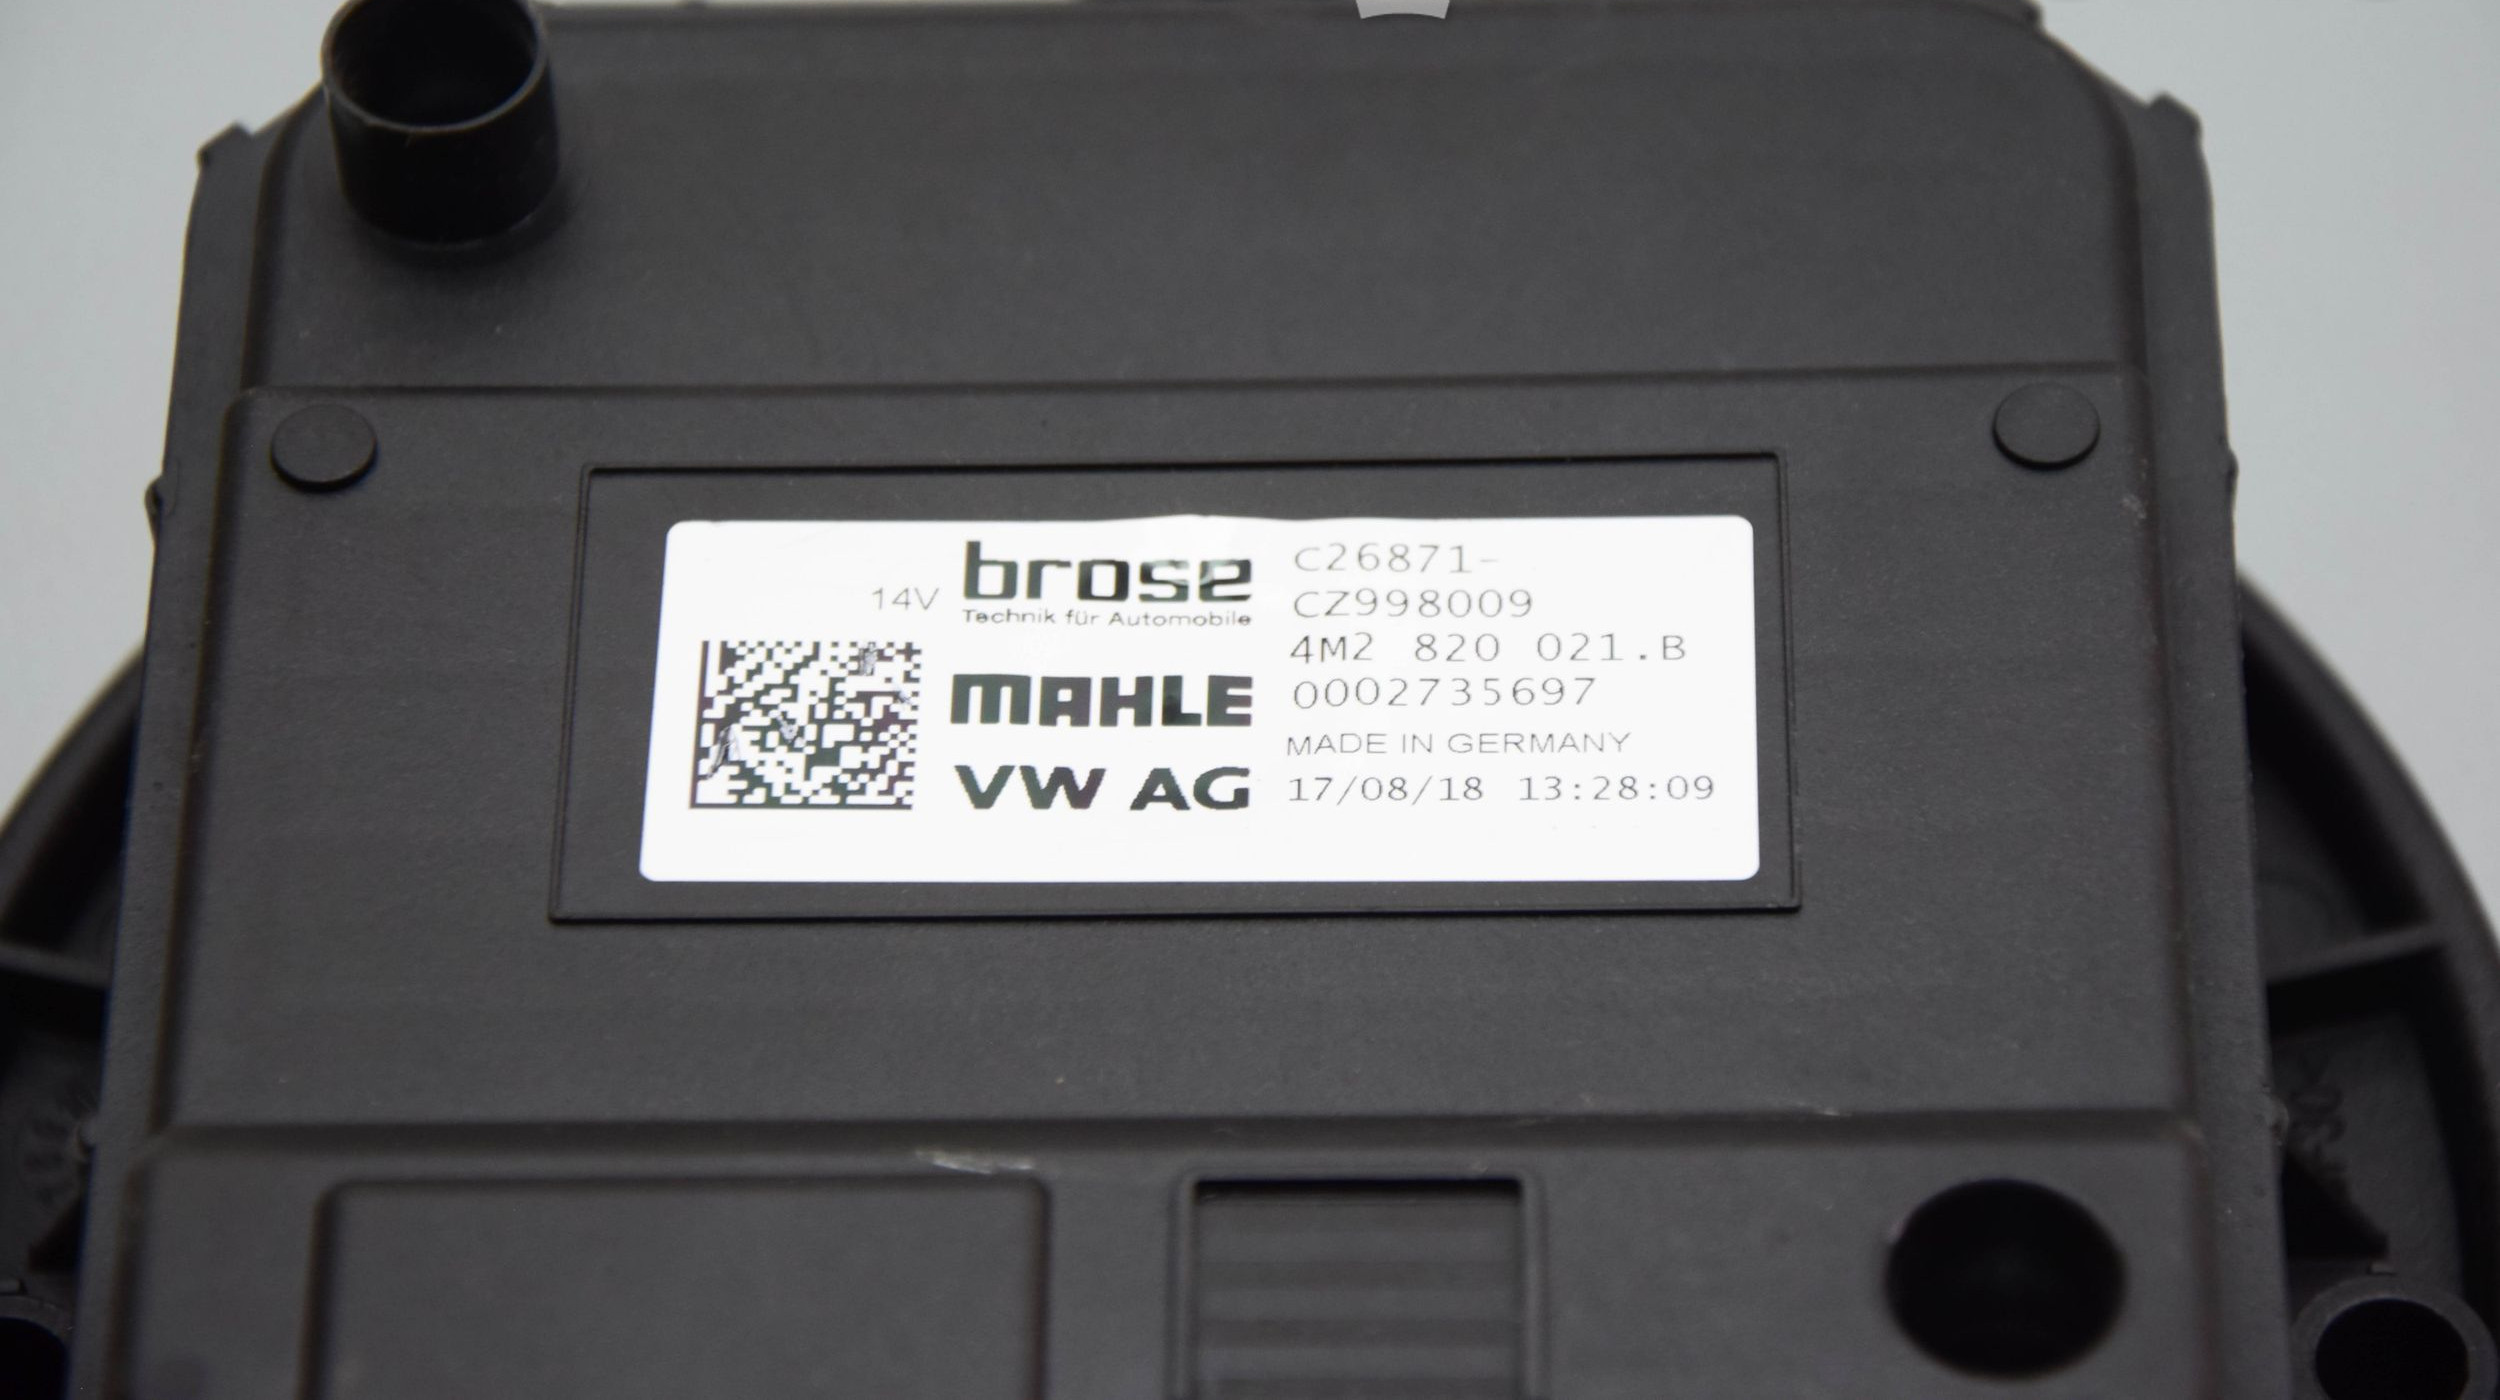 14V brose
Technik für Automobile
MAHLE
VW AG
C26871-
CZ998009
4M2 820 021.B
0002735697
MADE IN GERMANY
17/08/18 13:28:09